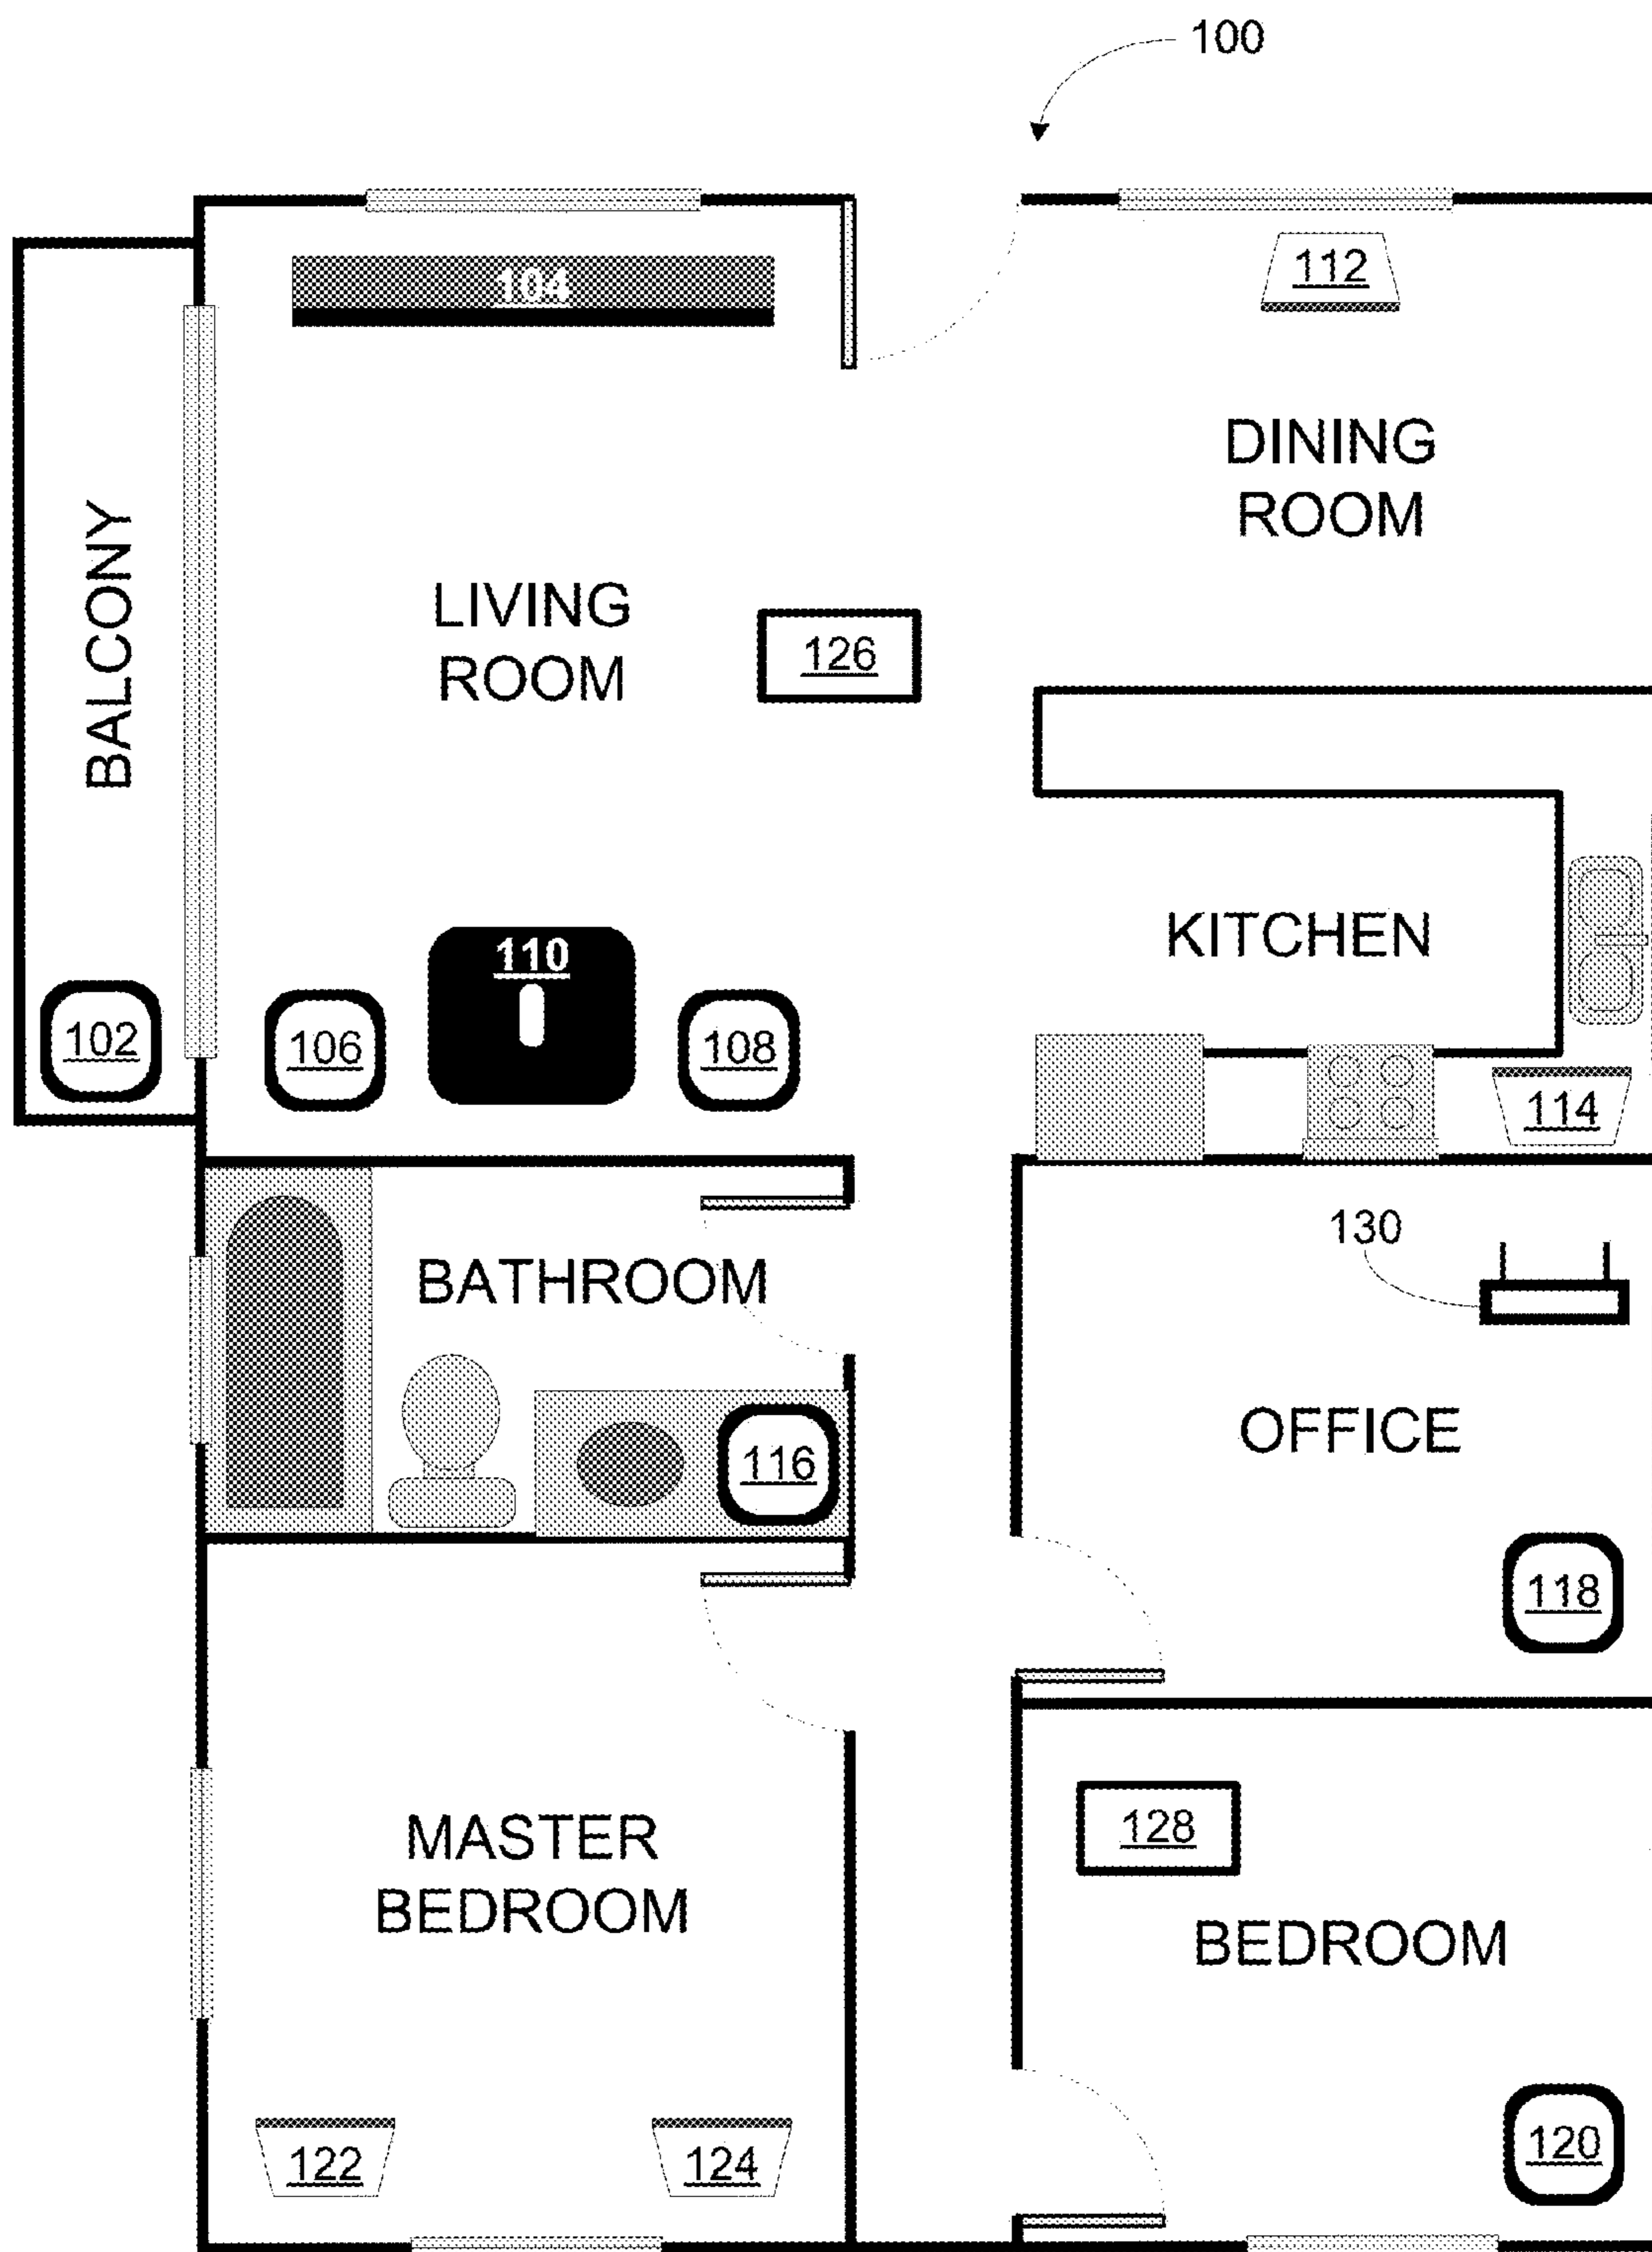 100
104
112
DINING
ROOM
BALCONY
LIVING
ROOM
126
KITCHEN
110
102
106
108
114
130
BATHROOM
OFFICE
116
118
MASTER
BEDROOM
128
BEDROOM
122
124
120